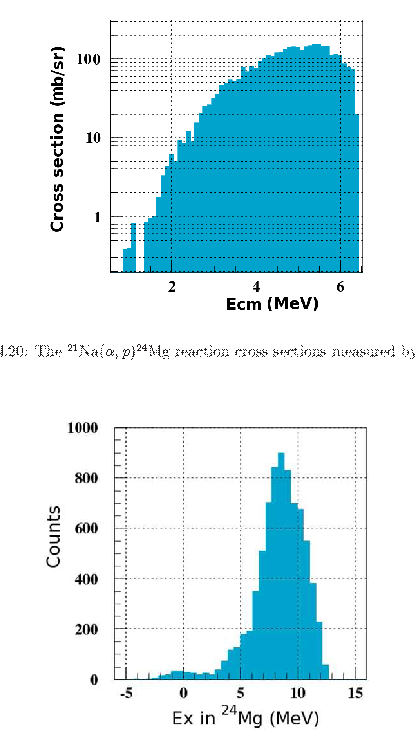 100
10
1
Cross section (mb/sr)
2 4 6
Ecm (MeV)
4.20: The ²¹Na(α, p)²⁴Mg reaction cross sections measured by
1000
800
600
400
200
0
Counts
-5 0 5 10 15
Ex in ²⁴Mg (MeV)